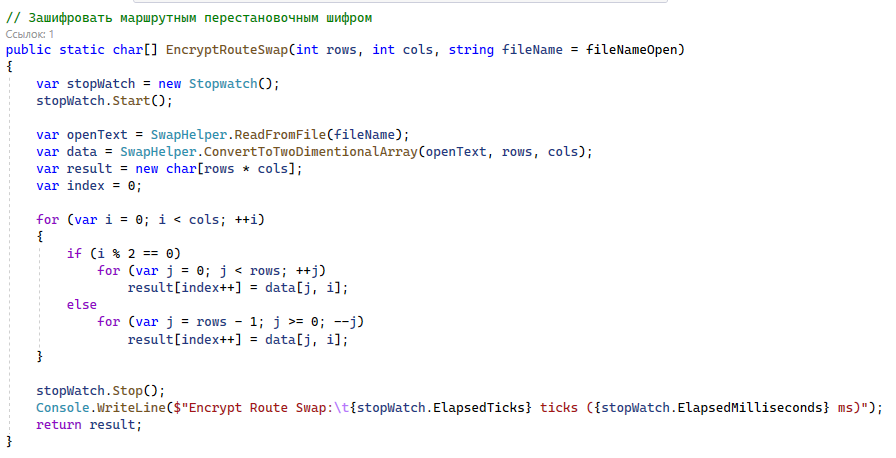 // Зашифровать маршрутным перестановочным шифром
Ссылок: 1
public static char[] EncryptRouteSwap(int rows, int cols, string fileName = fileNameOpen)
{
    var stopWatch = new Stopwatch();
    stopWatch.Start();

    var openText = SwapHelper.ReadFromFile(fileName);
    var data = SwapHelper.ConvertToTwoDimentionalArray(openText, rows, cols);
    var result = new char[rows * cols];
    var index = 0;

    for (var i = 0; i < cols; ++i)
    {
        if (i % 2 == 0)
            for (var j = 0; j < rows; ++j)
                result[index++] = data[j, i];
        else
            for (var j = rows - 1; j >= 0; --j)
                result[index++] = data[j, i];
    }

    stopWatch.Stop();
    Console.WriteLine($"Encrypt Route Swap:\t{stopWatch.ElapsedTicks} ticks ({stopWatch.ElapsedMilliseconds} ms)");
    return result;
}